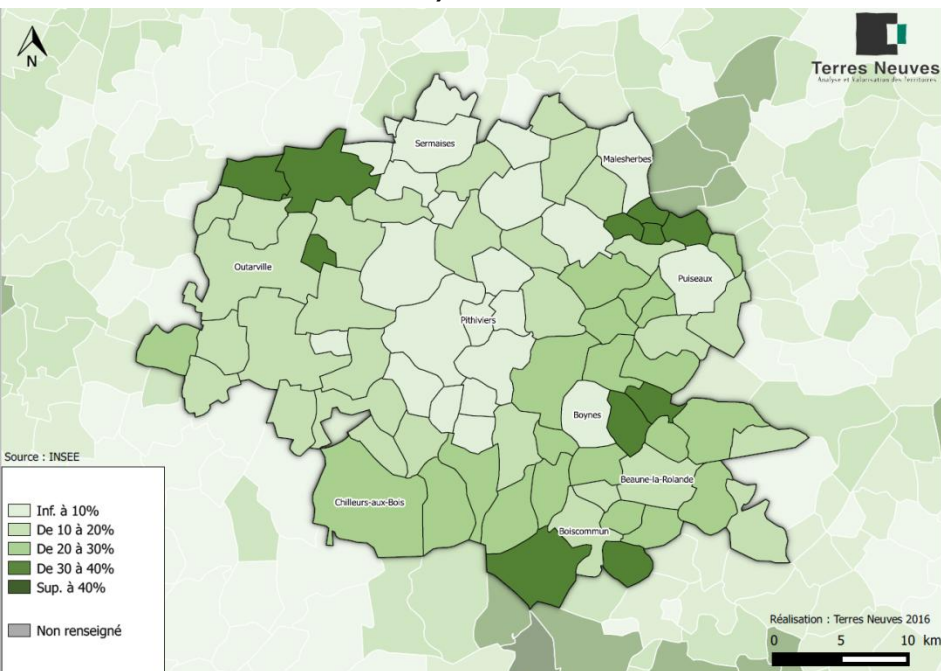 N
Terres Neuves
Analyse et Valorisation des Territoires
Sermaises
Malesherbes
Outarville
Puiseaux
Pithiviers
Boynes
Source : INSEE
Beaune-la-Rolande
Chilleurs-aux-Bois
Inf. à 10%
De 10 à 20%
Boiscommun
De 20 à 30%
De 30 à 40%
Sup. à 40%
Non renseigné
Réalisation : Terres Neuves 2016
0 5 10 km